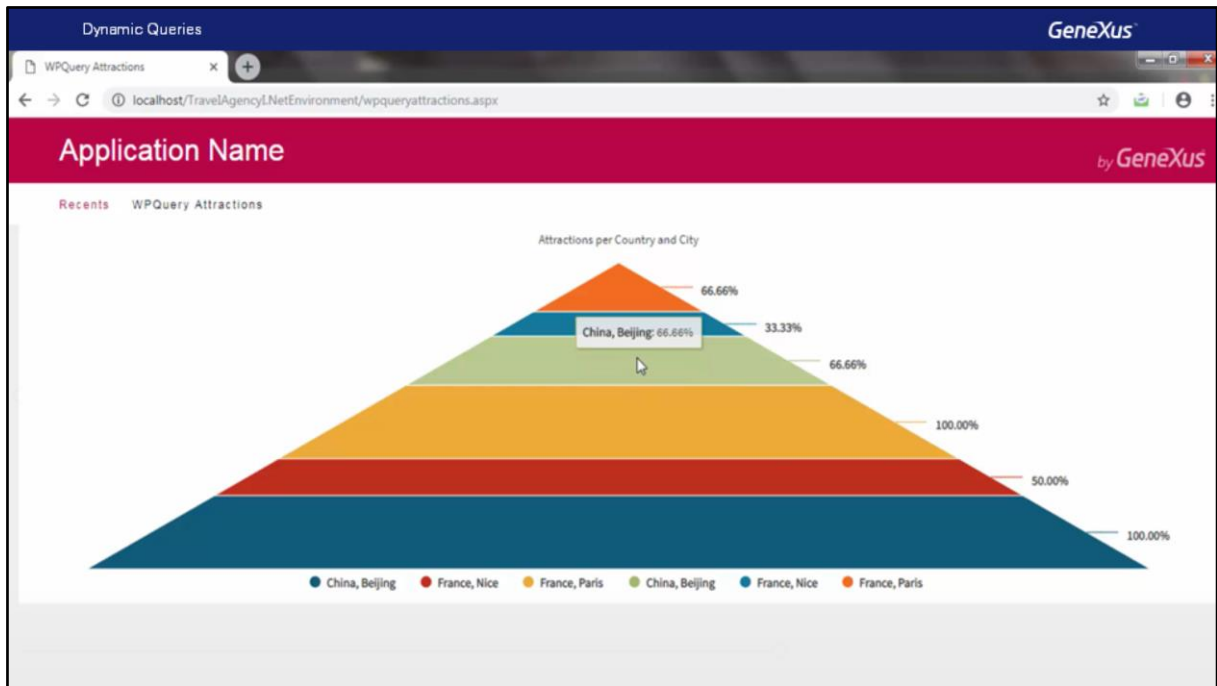 Dynamic Queries
GeneXus™
WPQuery Attractions
localhost/TravelAgencyI.NetEnvironment/wpqueryattractions.aspx
Application Name
by GeneXus
Recents WPQuery Attractions
Attractions per Country and City
66.66%
33.33%
China, Beijing: 66.66%
66.66%
100.00%
50.00%
100.00%
China, Beijing France, Nice France, Paris China, Beijing France, Nice France, Paris